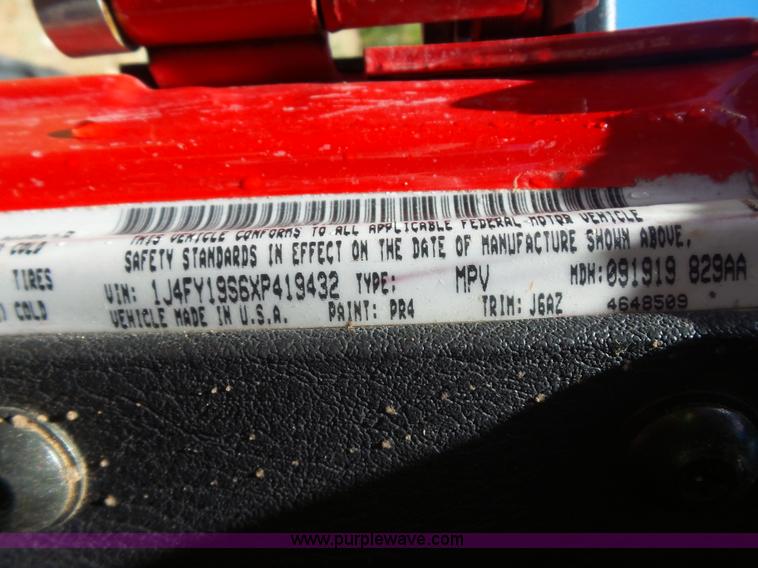 THIS VEHICLE CONFORMS TO ALL APPLICABLE FEDERAL MOTOR VEHICLE
COLD SAFETY STANDARDS IN EFFECT ON THE DATE OF MANUFACTURE SHOWN ABOVE.
TIRES VIN: 1J4FY19S6XP419432 TYPE: MPV MDH: 091919 829AA
COLD VEHICLE MADE IN U.S.A. PAINT: PR4 TRIM: J6AZ 4648509
www.purplewave.com